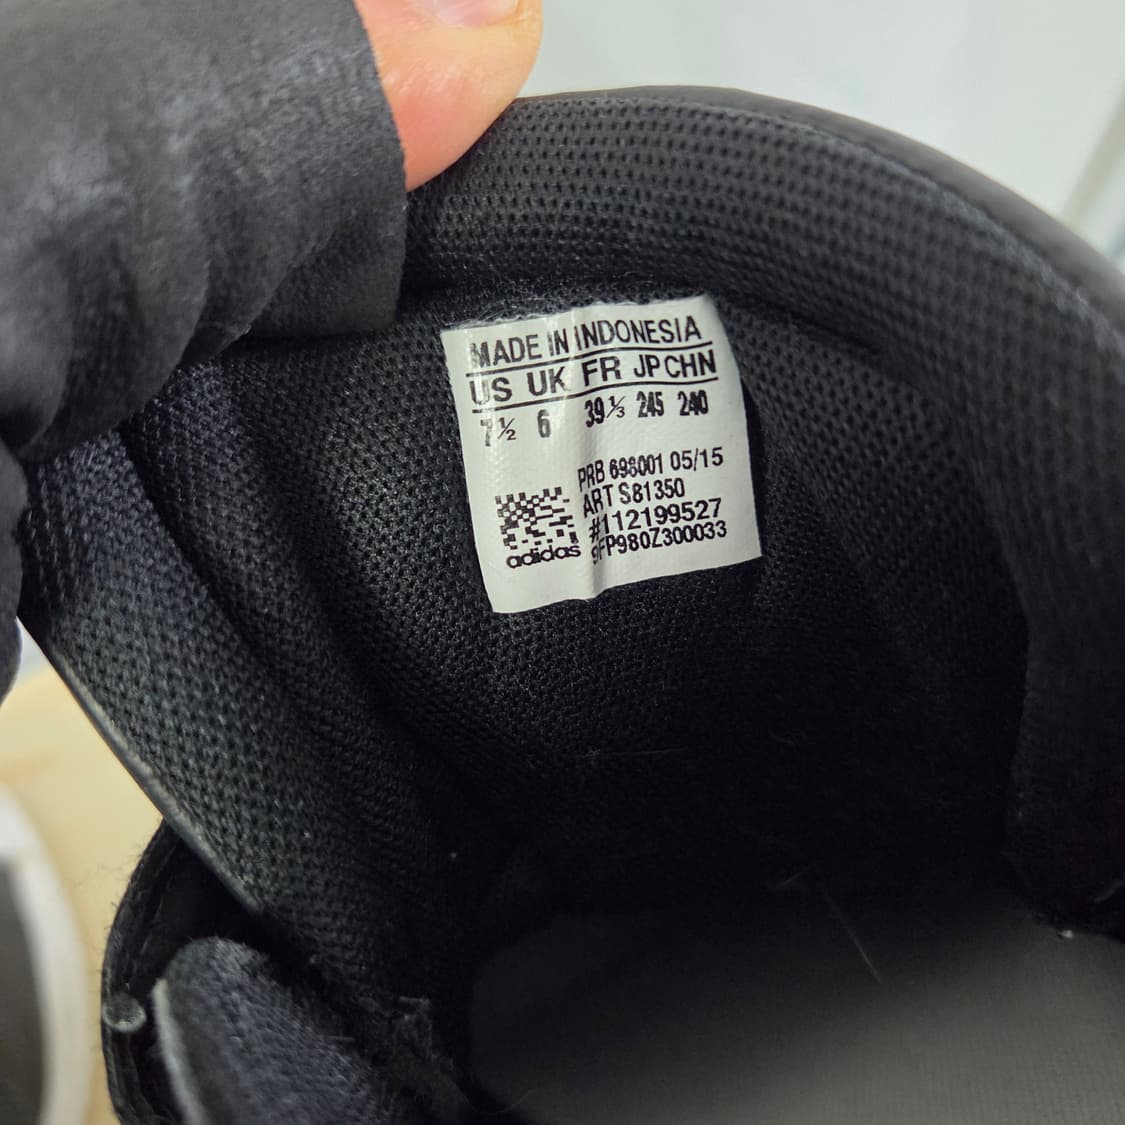 MADE IN INDONESIA
US UK FR JP CHN
7½ 6 39⅓ 245 240
PRB 698001 05/15
ART S81350
#112199527
9FP980Z300033
adidas